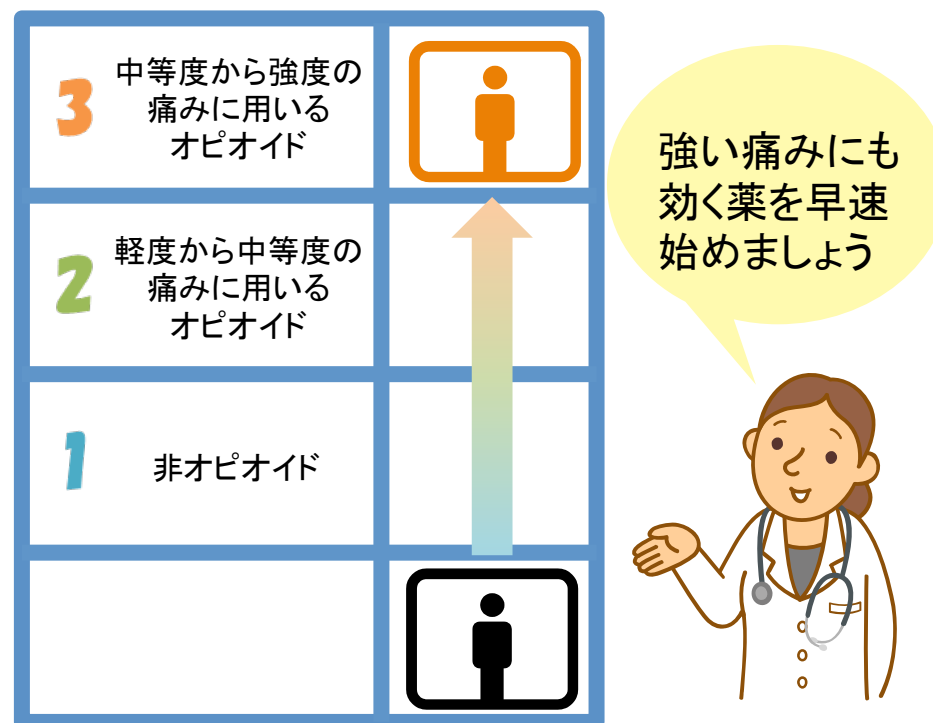 3
中等度から強度の
痛みに用いる
オピオイド
2
軽度から中等度の
痛みに用いる
オピオイド
1
非オピオイド
強い痛みにも
効く薬を早速
始めましょう